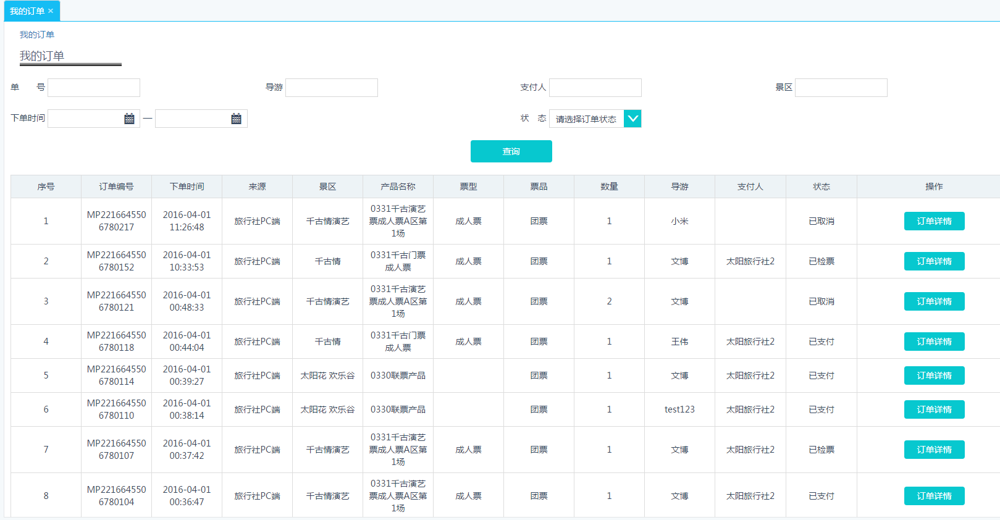 我的订单 ×
我的订单
我的订单
单 号 导游 支付人 景区
下单时间 — 状 态 请选择订单状态
查询
序号 订单编号 下单时间 来源 景区 产品名称 票型 票品 数量 导游 支付人 状态 操作
1 MP2216645506780217 2016-04-01 11:26:48 旅行社PC端 千古情演艺 0331千古演艺票成人票A区第1场 成人票 团票 1 小米 已取消 订单详情
2 MP2216645506780152 2016-04-01 10:33:53 旅行社PC端 千古情 0331千古门票成人票 成人票 团票 1 文博 太阳旅行社2 已检票 订单详情
3 MP2216645506780121 2016-04-01 00:48:33 旅行社PC端 千古情演艺 0331千古演艺票成人票A区第1场 成人票 团票 2 文博 已取消 订单详情
4 MP2216645506780118 2016-04-01 00:44:04 旅行社PC端 千古情 0331千古门票成人票 成人票 团票 1 王伟 太阳旅行社2 已支付 订单详情
5 MP2216645506780114 2016-04-01 00:39:27 旅行社PC端 太阳花 欢乐谷 0330联票产品 团票 1 文博 太阳旅行社2 已支付 订单详情
6 MP2216645506780110 2016-04-01 00:38:14 旅行社PC端 太阳花 欢乐谷 0330联票产品 团票 1 test123 太阳旅行社2 已支付 订单详情
7 MP2216645506780107 2016-04-01 00:37:42 旅行社PC端 千古情演艺 0331千古演艺票成人票A区第1场 成人票 团票 1 文博 太阳旅行社2 已检票 订单详情
8 MP2216645506780104 2016-04-01 00:36:47 旅行社PC端 千古情演艺 0331千古演艺票成人票A区第1场 成人票 团票 1 文博 太阳旅行社2 已支付 订单详情